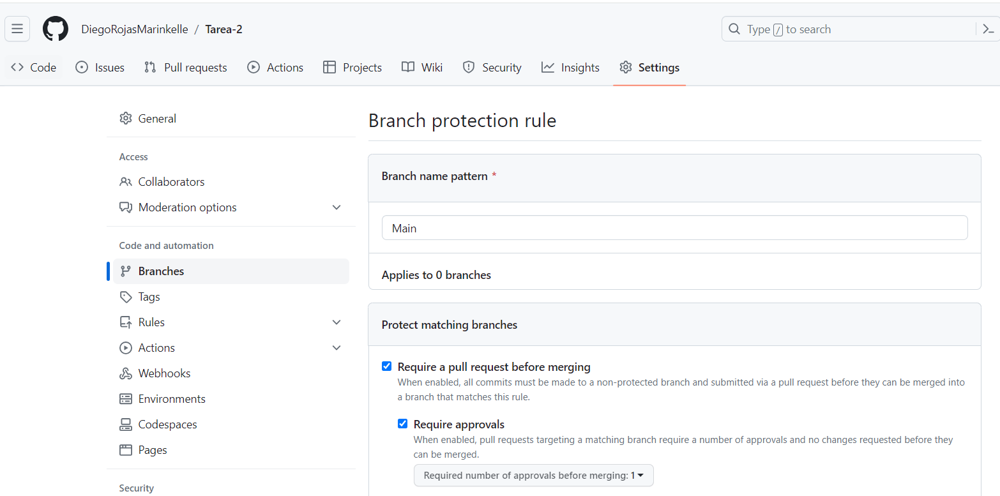 DiegoRojasMarinkelle / Tarea-2
Type / to search
Code Issues Pull requests Actions Projects Wiki Security Insights Settings
General
Access
Collaborators
Moderation options
Code and automation
Branches
Tags
Rules
Actions
Webhooks
Environments
Codespaces
Pages
Security
Branch protection rule
Branch name pattern *
Main
Applies to 0 branches
Protect matching branches
Require a pull request before merging
When enabled, all commits must be made to a non-protected branch and submitted via a pull request before they can be merged into
a branch that matches this rule.
Require approvals
When enabled, pull requests targeting a matching branch require a number of approvals and no changes requested before they
can be merged.
Required number of approvals before merging: 1